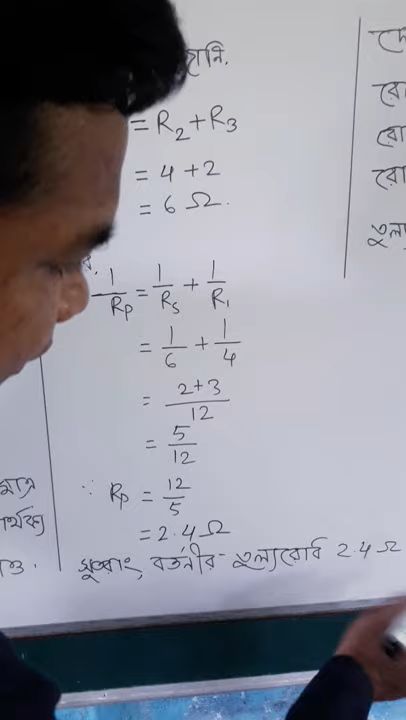 জানি.
= R₂ + R₃
= 4 + 2
= 6 Ω.
1/Rₚ = 1/Rₛ + 1/R₁
= 1/6 + 1/4
= (2+3)/12
= 5/12
∵ Rₚ = 12/5
= 2.4 Ω
সুতরাং, বর্তনীর তুল্যরোধ 2.4 Ω